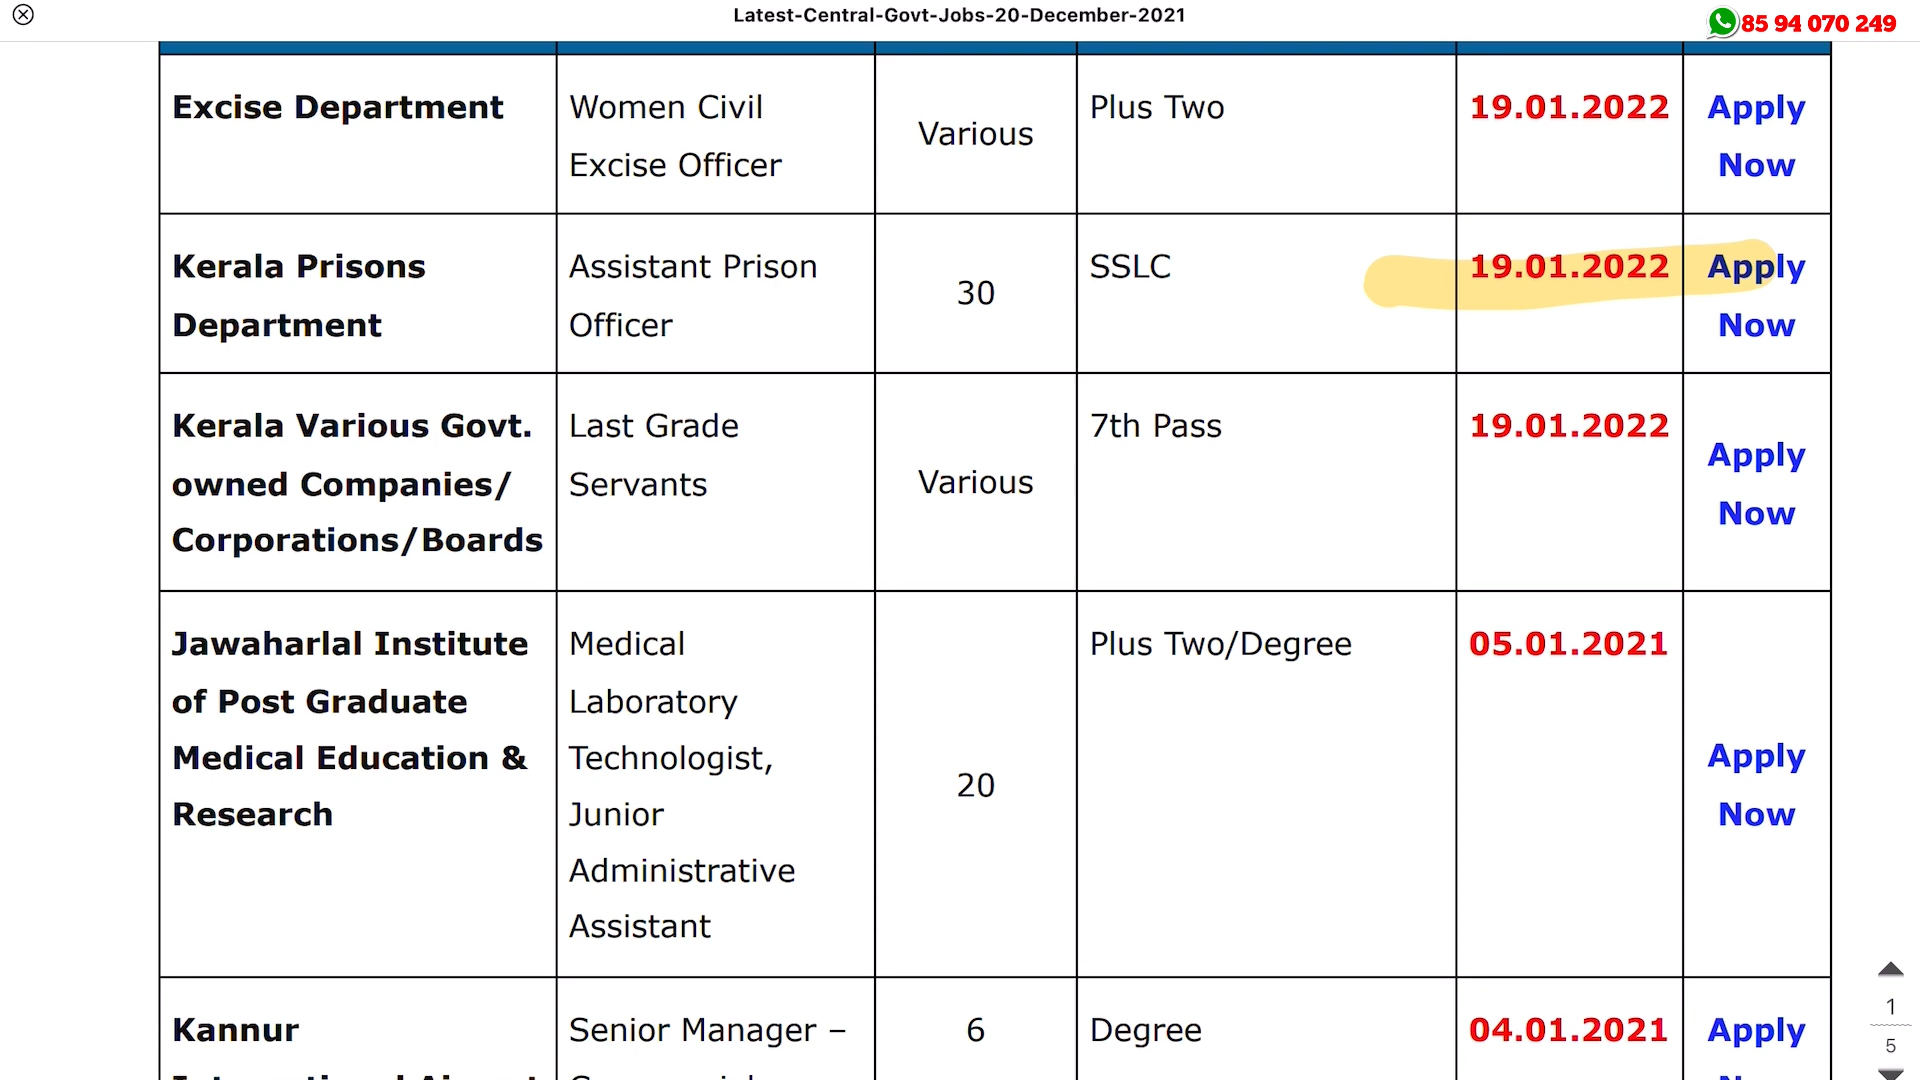 Latest-Central-Govt-Jobs-20-December-2021
85 94 070 249
Excise Department
Women Civil
Excise Officer
Various
Plus Two
19.01.2022
Apply
Now
Kerala Prisons
Department
Assistant Prison
Officer
30
SSLC
19.01.2022
Apply
Now
Kerala Various Govt.
owned Companies/
Corporations/Boards
Last Grade
Servants
Various
7th Pass
19.01.2022
Apply
Now
Jawaharlal Institute
of Post Graduate
Medical Education &
Research
Medical
Laboratory
Technologist,
Junior
Administrative
Assistant
20
Plus Two/Degree
05.01.2021
Apply
Now
Kannur
Senior Manager –
6
Degree
04.01.2021
Apply
1
5